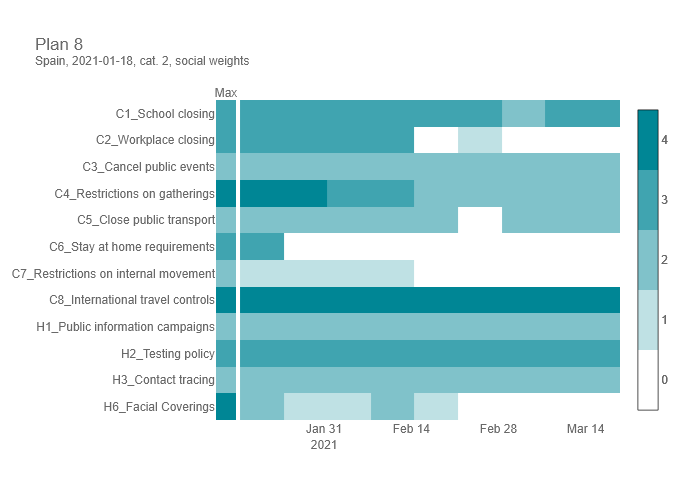 Plan 8
Spain, 2021-01-18, cat. 2, social weights
Max
C1_School closing
C2_Workplace closing
C3_Cancel public events
C4_Restrictions on gatherings
C5_Close public transport
C6_Stay at home requirements
C7_Restrictions on internal movement
C8_International travel controls
H1_Public information campaigns
H2_Testing policy
H3_Contact tracing
H6_Facial Coverings
4
3
2
1
0
Jan 31
2021
Feb 14
Feb 28
Mar 14